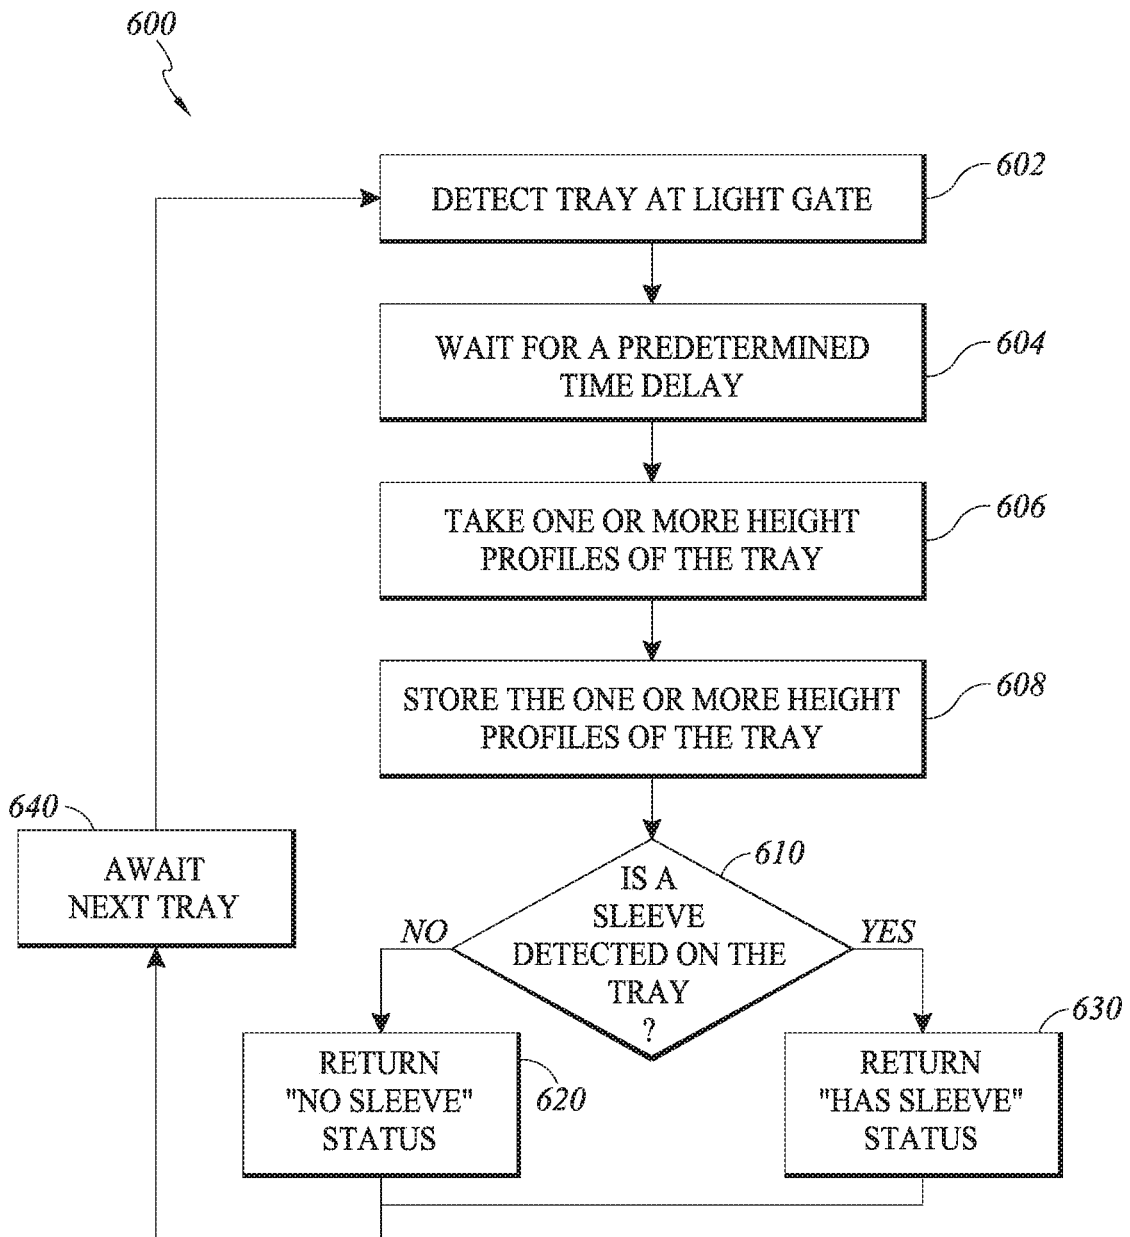 600
602
DETECT TRAY AT LIGHT GATE
604
WAIT FOR A PREDETERMINED
TIME DELAY
606
TAKE ONE OR MORE HEIGHT
PROFILES OF THE TRAY
608
STORE THE ONE OR MORE HEIGHT
PROFILES OF THE TRAY
640
AWAIT
NEXT TRAY
610
IS A
SLEEVE
DETECTED ON THE
TRAY
?
NO
YES
620
RETURN
"NO SLEEVE"
STATUS
630
RETURN
"HAS SLEEVE"
STATUS